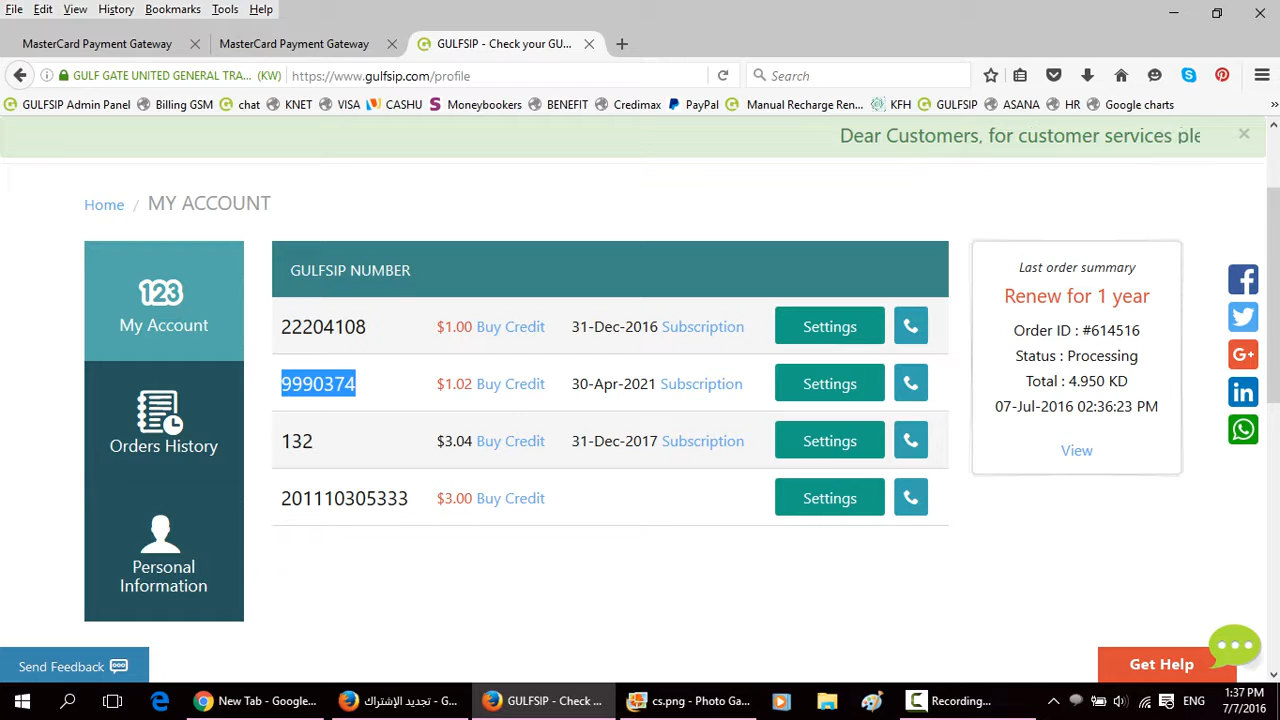 File Edit View History Bookmarks Tools Help
MasterCard Payment Gateway MasterCard Payment Gateway GULFSIP - Check your GU...
GULF GATE UNITED GENERAL TRA... (KW) https://www.gulfsip.com/profile Search
GULFSIP Admin Panel Billing GSM chat KNET VISA CASHU Moneybookers BENEFIT Credimax PayPal Manual Recharge Ren... KFH GULFSIP ASANA HR Google charts
Dear Customers, for customer services ple
Home / MY ACCOUNT
123
My Account
Orders History
Personal
Information
GULFSIP NUMBER
22204108 $1.00 Buy Credit 31-Dec-2016 Subscription Settings
9990374 $1.02 Buy Credit 30-Apr-2021 Subscription Settings
132 $3.04 Buy Credit 31-Dec-2017 Subscription Settings
201110305333 $3.00 Buy Credit Settings
Last order summary
Renew for 1 year
Order ID : #614516
Status : Processing
Total : 4.950 KD
07-Jul-2016 02:36:23 PM
View
Send Feedback
Get Help
New Tab - Google... تجديد الإشتراك - G... GULFSIP - Check ... cs.png - Photo Ga... Recording... ENG
1:37 PM
7/7/2016